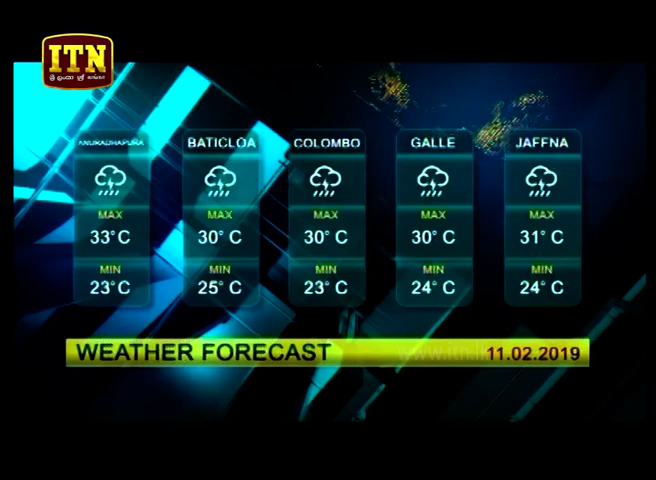 ITN
ශ්‍රී ලංකා ஸ்ரீ லங்கா
ANURADHAPURA
MAX
33°C
MIN
23°C
BATICLOA
MAX
30°C
MIN
25°C
COLOMBO
MAX
30°C
MIN
23°C
GALLE
MAX
30°C
MIN
24°C
JAFFNA
MAX
31°C
MIN
24°C
WEATHER FORECAST
11.02.2019